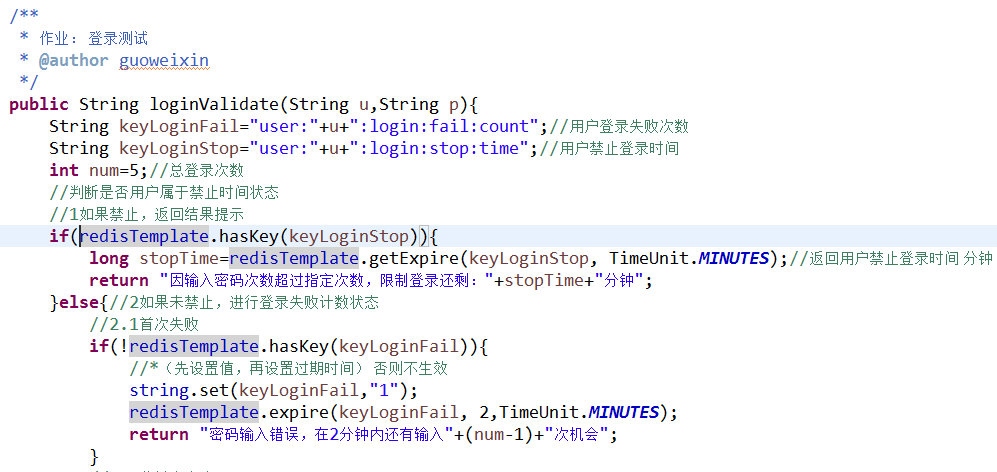 /**
 * 作业: 登录测试
 * @author guoweixin
 */
public String loginValidate(String u,String p){
    String keyLoginFail="user:"+u+":login:fail:count";//用户登录失败次数
    String keyLoginStop="user:"+u+":login:stop:time";//用户禁止登录时间
    int num=5;//总登录次数
    //判断是否用户属于禁止时间状态
    //1如果禁止，返回结果提示
    if(redisTemplate.hasKey(keyLoginStop)){
        long stopTime=redisTemplate.getExpire(keyLoginStop, TimeUnit.MINUTES);//返回用户禁止登录时间 分钟
        return "因输入密码次数超过指定次数，限制登录还剩："+stopTime+"分钟";
    }else{//2如果未禁止，进行登录失败计数状态
        //2.1首次失败
        if(!redisTemplate.hasKey(keyLoginFail)){
            //*（先设置值，再设置过期时间） 否则不生效
            string.set(keyLoginFail,"1");
            redisTemplate.expire(keyLoginFail, 2,TimeUnit.MINUTES);
            return "密码输入错误，在2分钟内还有输入"+(num-1)+"次机会";
        }